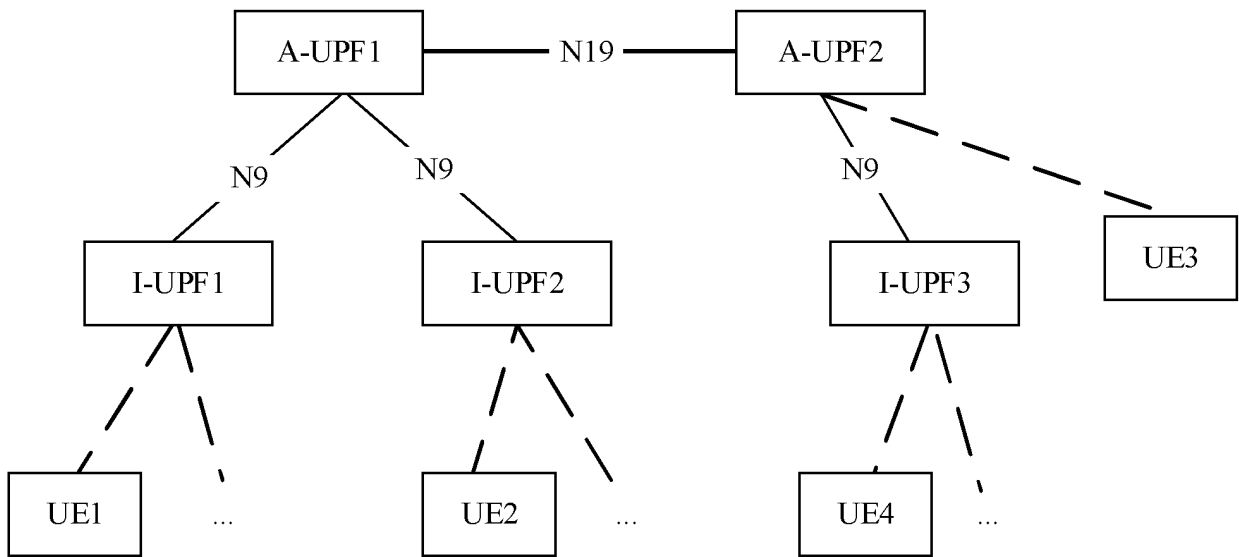 A-UPF1 N19 A-UPF2
N9 N9 N9
I-UPF1 I-UPF2 I-UPF3 UE3
UE1 ... UE2 ... UE4 ...